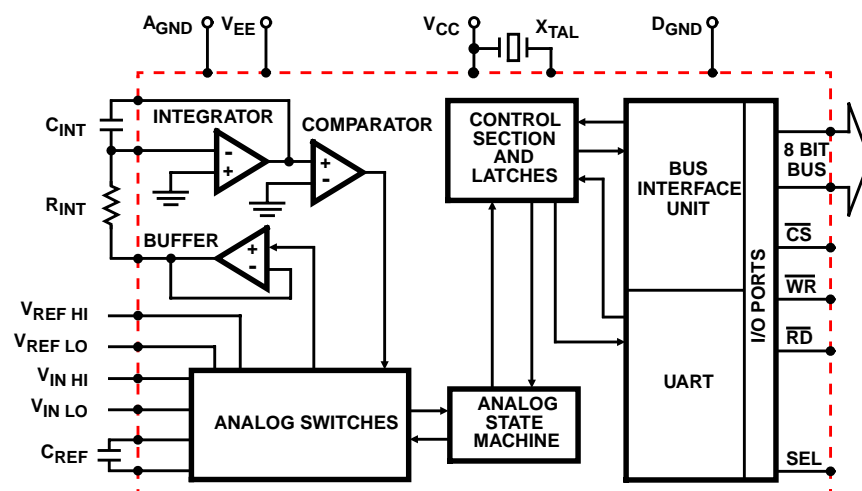 AGND
VEE
VCC
XTAL
DGND
CINT
INTEGRATOR
COMPARATOR
CONTROL
SECTION
AND
LATCHES
BUS
INTERFACE
UNIT
I/O PORTS
8 BIT
BUS
-
+
+
-
RINT
BUFFER
+
-
CS
WR
RD
VREF HI
VREF LO
VIN HI
VIN LO
CREF
ANALOG SWITCHES
ANALOG
STATE
MACHINE
UART
SEL